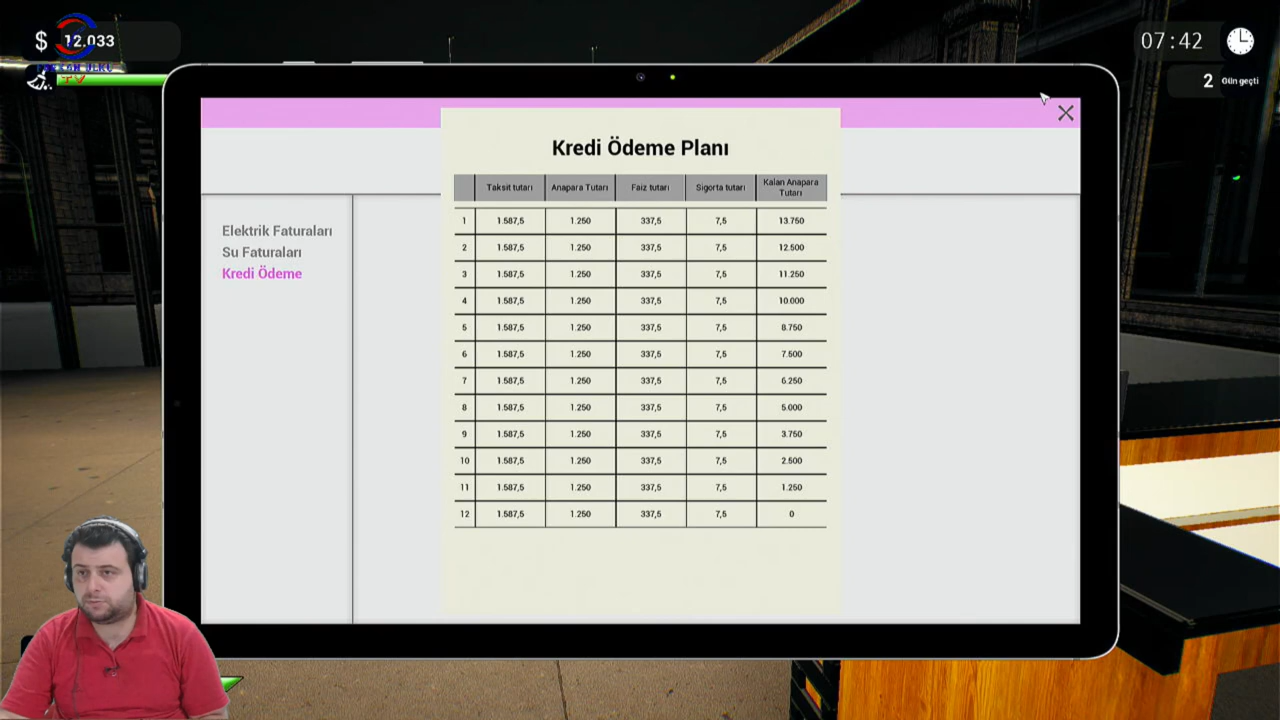 $ 12.033
TV
07:42
2 Gün geçti
Kredi Ödeme Planı
Taksit tutarı Anapara Tutarı Faiz tutarı Sigorta tutarı Kalan Anapara Tutarı
1 1.587,5 1.250 337,5 7,5 13.750
2 1.587,5 1.250 337,5 7,5 12.500
3 1.587,5 1.250 337,5 7,5 11.250
4 1.587,5 1.250 337,5 7,5 10.000
5 1.587,5 1.250 337,5 7,5 8.750
6 1.587,5 1.250 337,5 7,5 7.500
7 1.587,5 1.250 337,5 7,5 6.250
8 1.587,5 1.250 337,5 7,5 5.000
9 1.587,5 1.250 337,5 7,5 3.750
10 1.587,5 1.250 337,5 7,5 2.500
11 1.587,5 1.250 337,5 7,5 1.250
12 1.587,5 1.250 337,5 7,5 0
Elektrik Faturaları
Su Faturaları
Kredi Ödeme